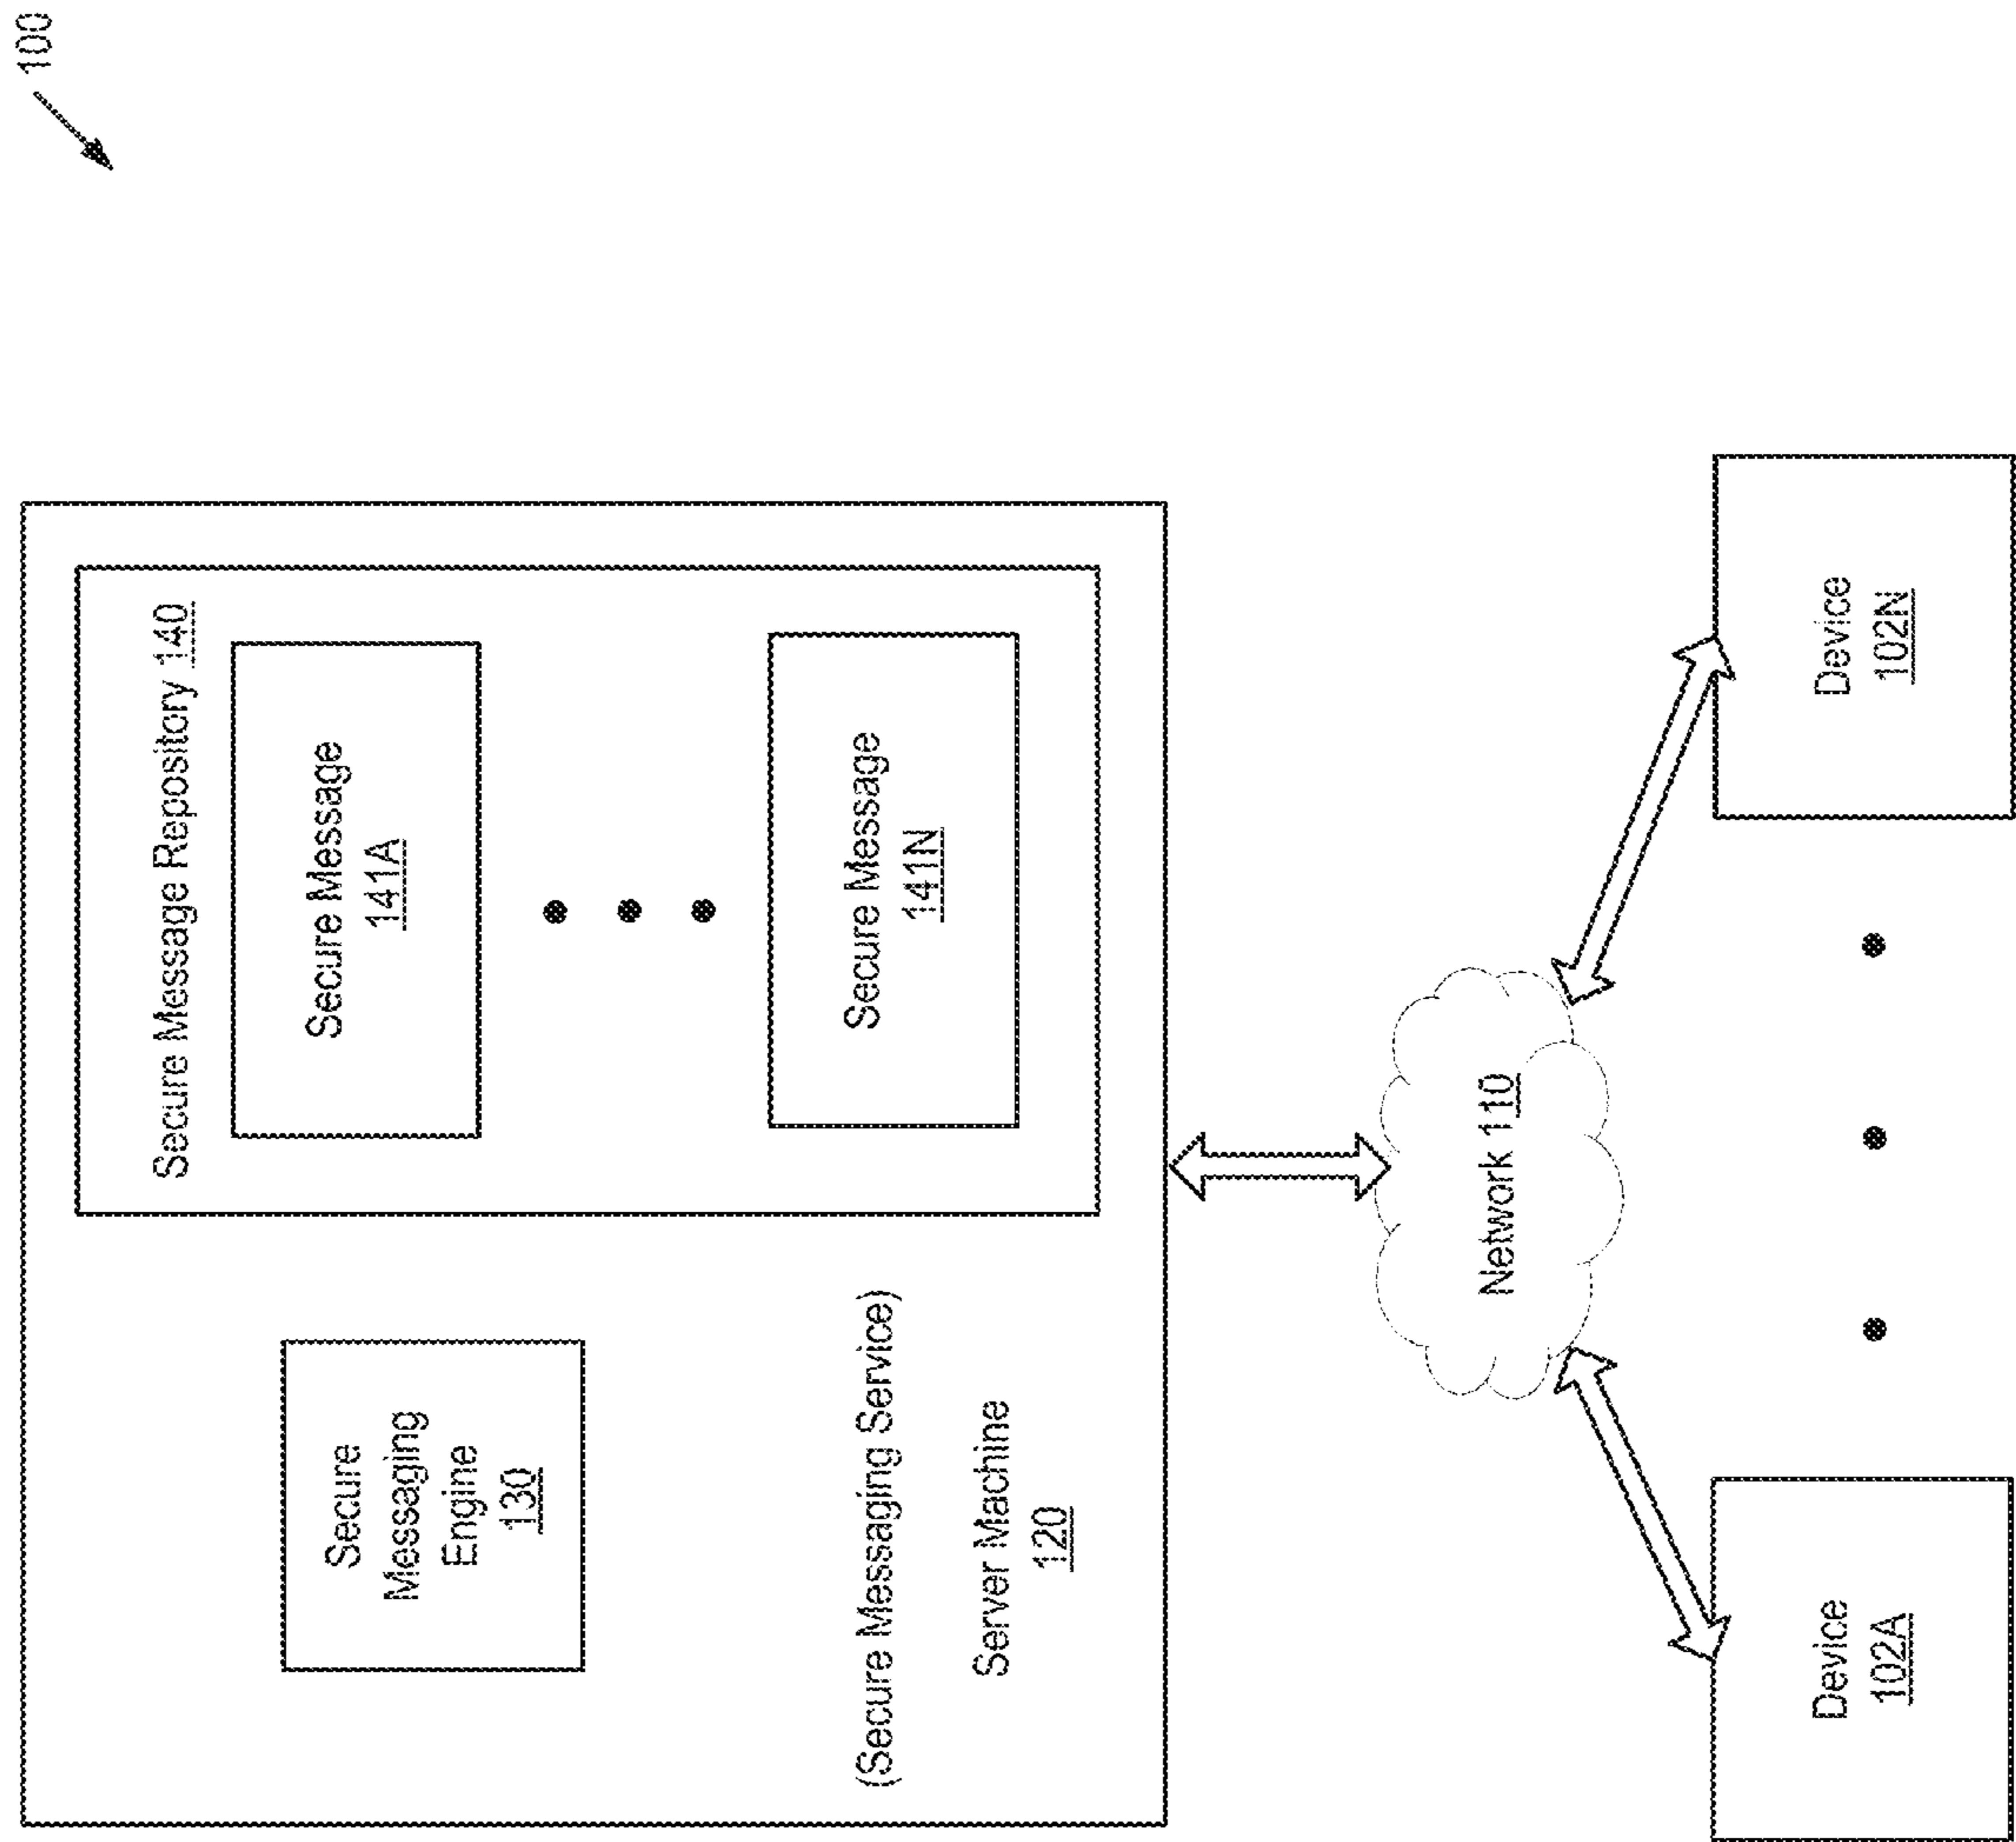 100
Secure
Messaging
Engine
130
(Secure Messaging Service)
Server Machine
120
Secure Message Repository 140
Secure Message
141A
Secure Message
141N
Network 110
Device
102A
Device
102N